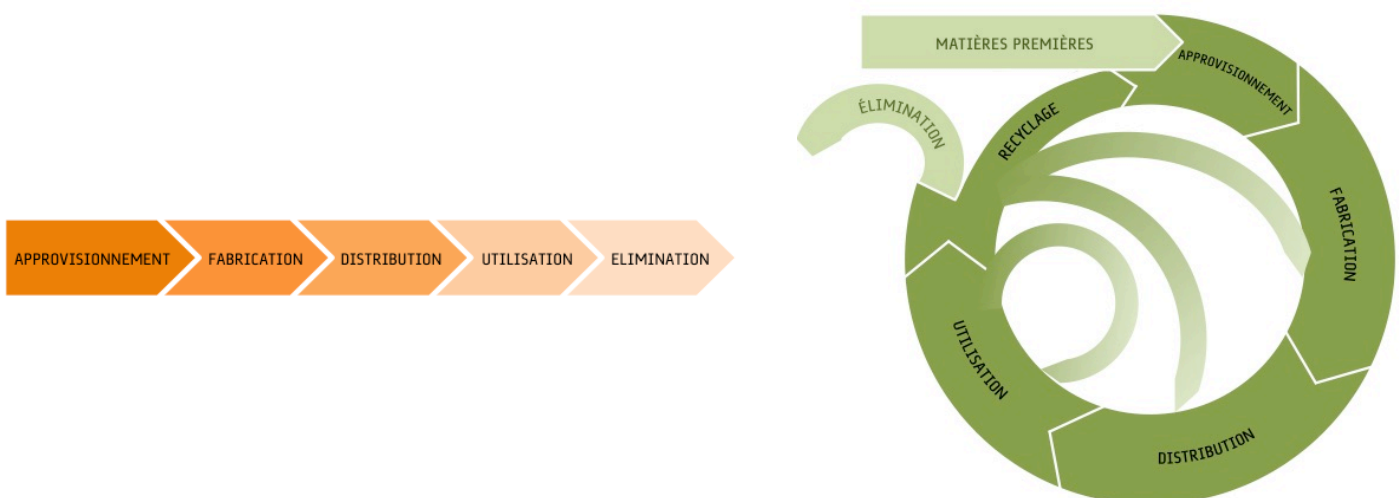 APPROVISIONNEMENT
FABRICATION
DISTRIBUTION
UTILISATION
ELIMINATION
MATIÈRES PREMIÈRES
APPROVISIONNEMENT
FABRICATION
DISTRIBUTION
UTILISATION
RECYCLAGE
ÉLIMINATION